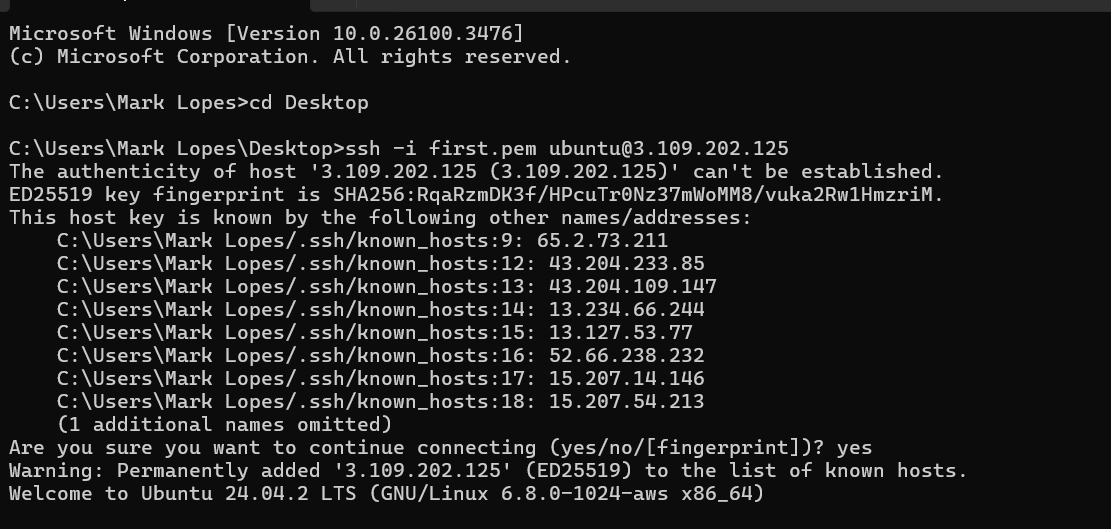 Microsoft Windows [Version 10.0.26100.3476]
(c) Microsoft Corporation. All rights reserved.
C:\Users\Mark Lopes>cd Desktop
C:\Users\Mark Lopes\Desktop>ssh -i first.pem ubuntu@3.109.202.125
The authenticity of host '3.109.202.125 (3.109.202.125)' can't be established.
ED25519 key fingerprint is SHA256:RqaRzmDK3f/HPcuTr0Nz37mWoMM8/vuka2Rw1HmzriM.
This host key is known by the following other names/addresses:
    C:\Users\Mark Lopes/.ssh/known_hosts:9: 65.2.73.211
    C:\Users\Mark Lopes/.ssh/known_hosts:12: 43.204.233.85
    C:\Users\Mark Lopes/.ssh/known_hosts:13: 43.204.109.147
    C:\Users\Mark Lopes/.ssh/known_hosts:14: 13.234.66.244
    C:\Users\Mark Lopes/.ssh/known_hosts:15: 13.127.53.77
    C:\Users\Mark Lopes/.ssh/known_hosts:16: 52.66.238.232
    C:\Users\Mark Lopes/.ssh/known_hosts:17: 15.207.14.146
    C:\Users\Mark Lopes/.ssh/known_hosts:18: 15.207.54.213
    (1 additional names omitted)
Are you sure you want to continue connecting (yes/no/[fingerprint])? yes
Warning: Permanently added '3.109.202.125' (ED25519) to the list of known hosts.
Welcome to Ubuntu 24.04.2 LTS (GNU/Linux 6.8.0-1024-aws x86_64)